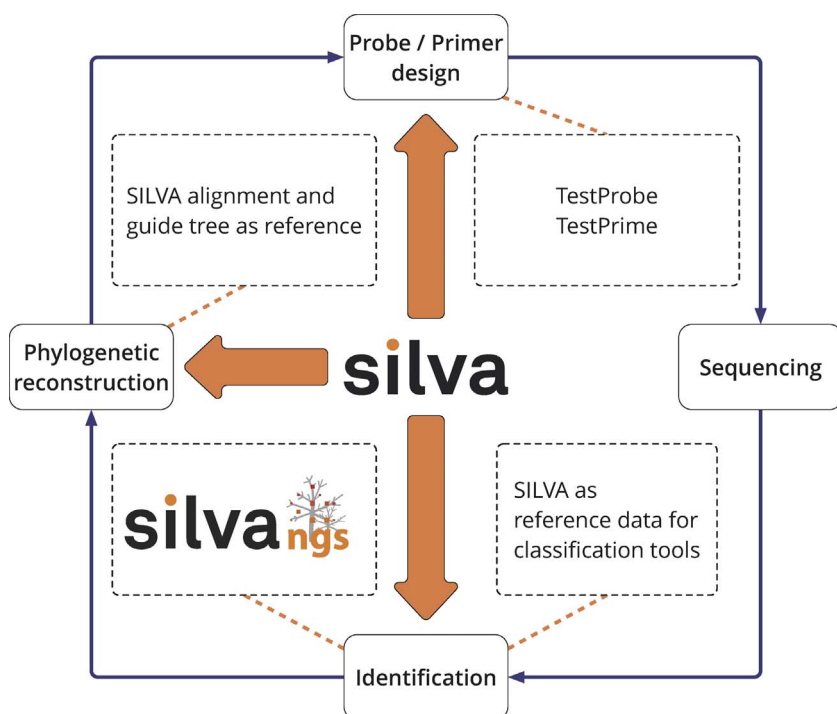 Probe / Primer
design
SILVA alignment and
guide tree as reference
TestProbe
TestPrime
Phylogenetic
reconstruction
silva
Sequencing
silva ngs
SILVA as
reference data for
classification tools
Identification